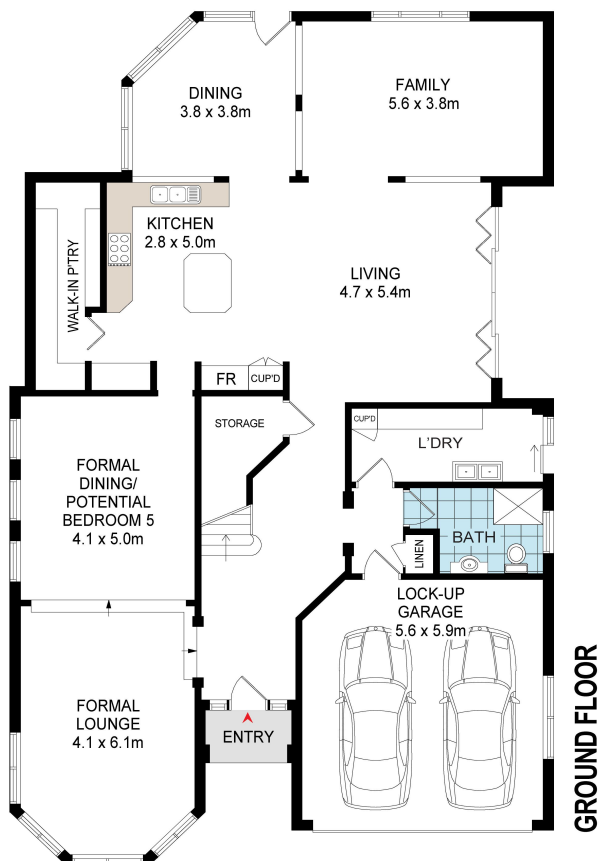 DINING
3.8 x 3.8m
FAMILY
5.6 x 3.8m
KITCHEN
2.8 x 5.0m
WALK-IN P'TRY
LIVING
4.7 x 5.4m
FR
CUP'D
STORAGE
CUP'D
L'DRY
FORMAL
DINING/
POTENTIAL
BEDROOM 5
4.1 x 5.0m
BATH
LINEN
LOCK-UP
GARAGE
5.6 x 5.9m
FORMAL
LOUNGE
4.1 x 6.1m
ENTRY
GROUND FLOOR